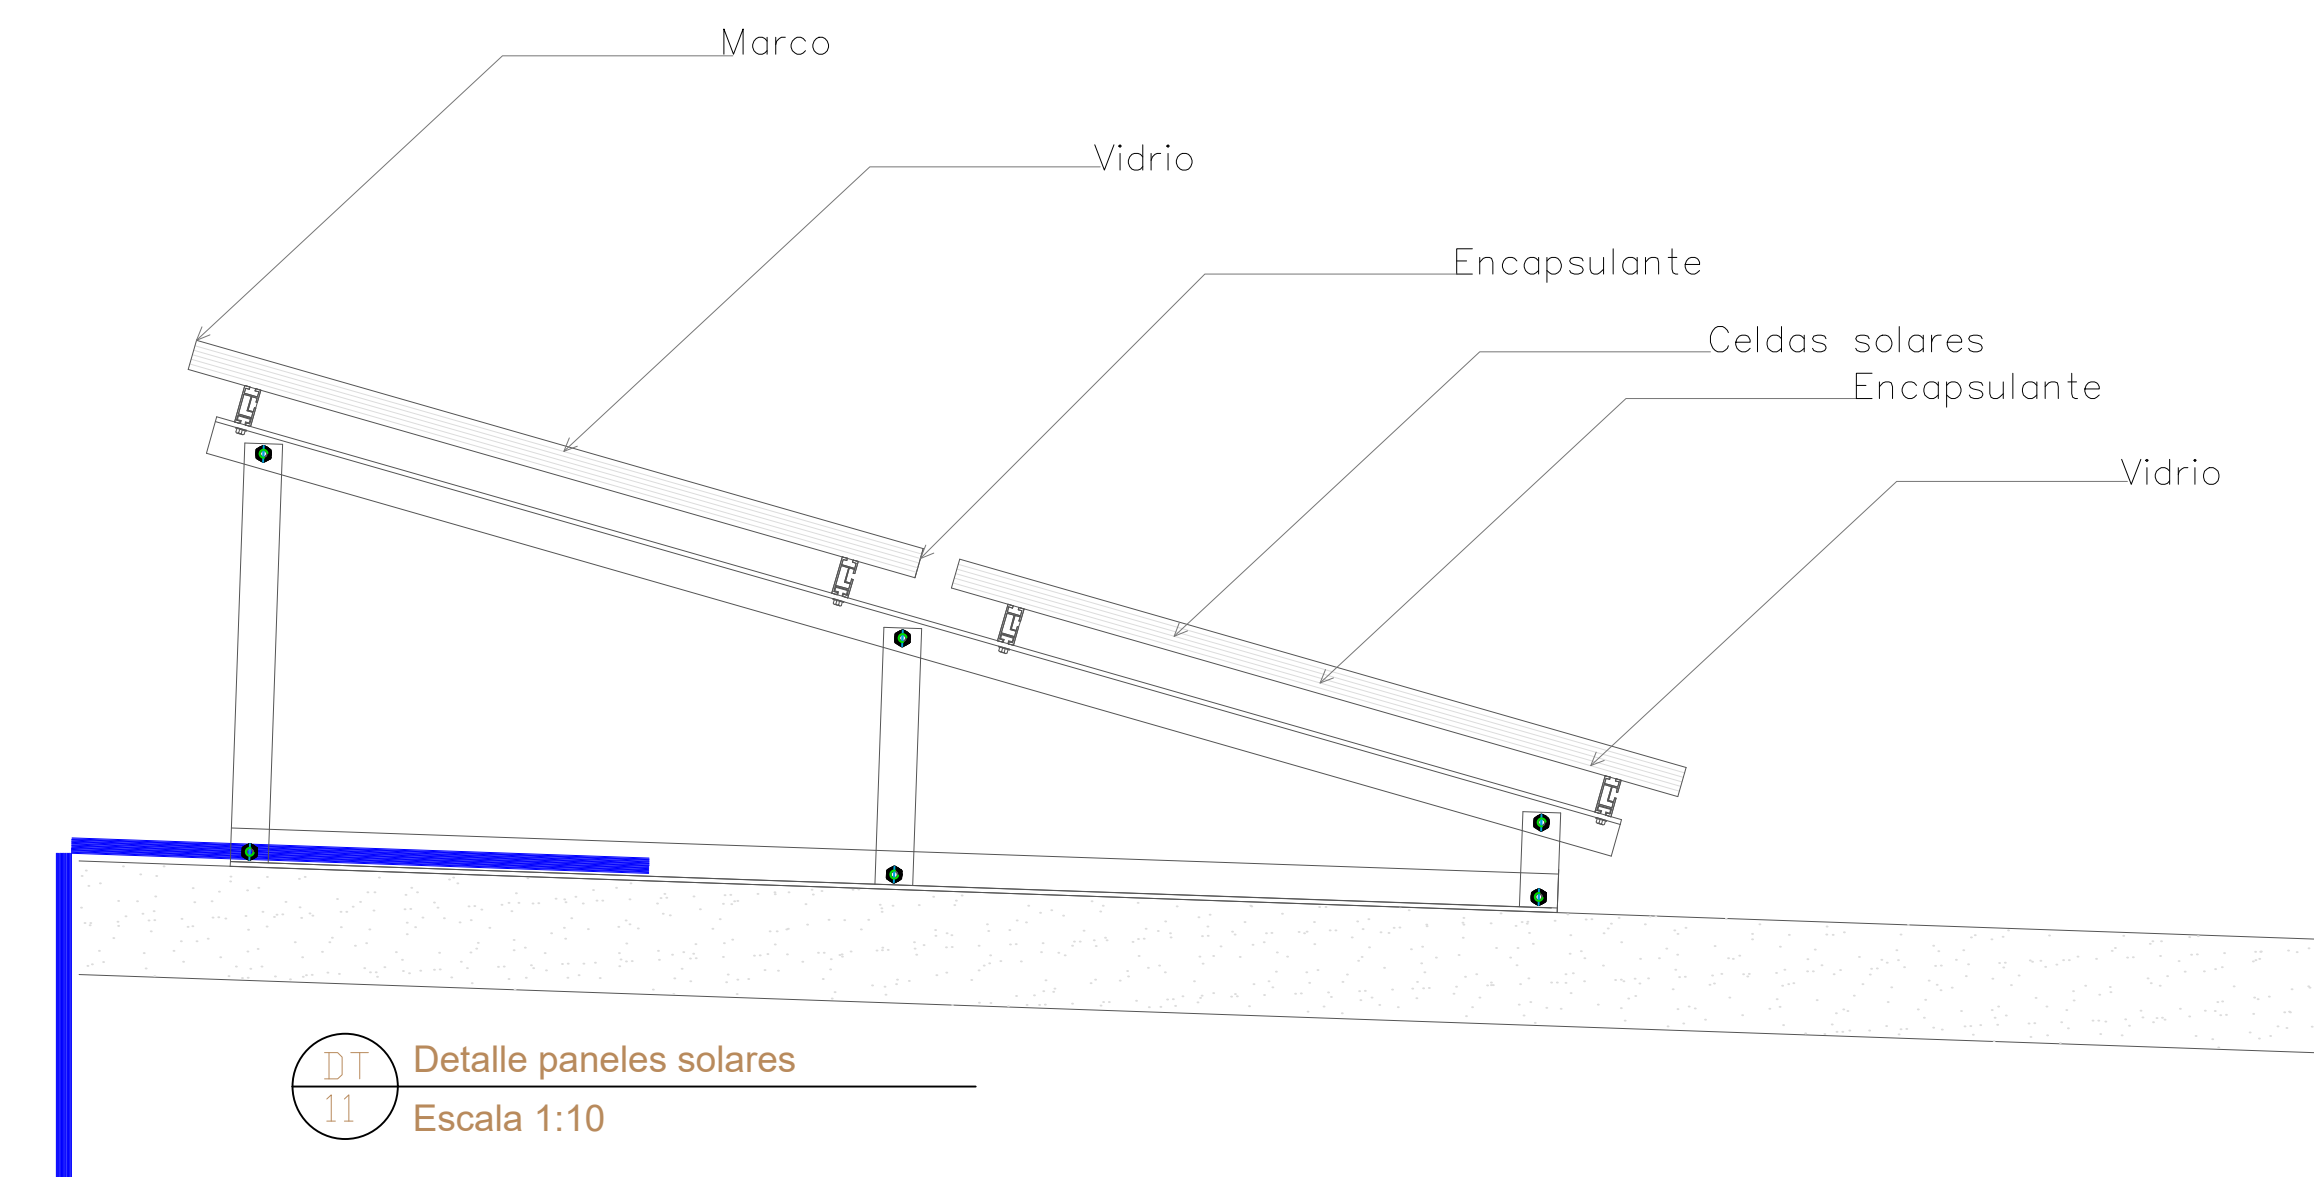 Marco
Vidrio
Encapsulante
Celdas solares
Encapsulante
Vidrio
DT
11
Detalle paneles solares
Escala 1:10